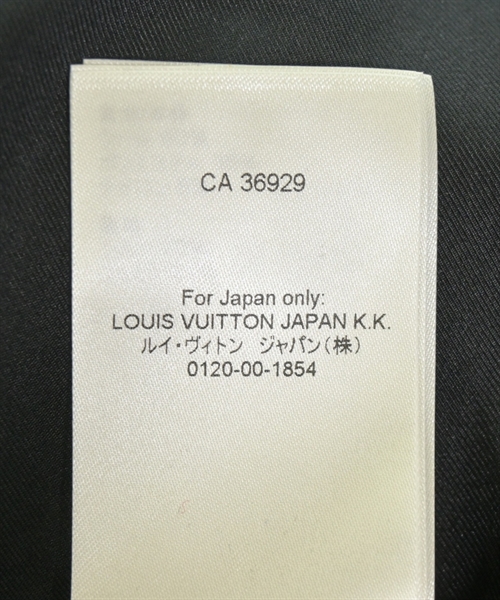 CA 36929
For Japan only:
LOUIS VUITTON JAPAN K.K.
ルイ・ヴィトン ジャパン(株)
0120-00-1854